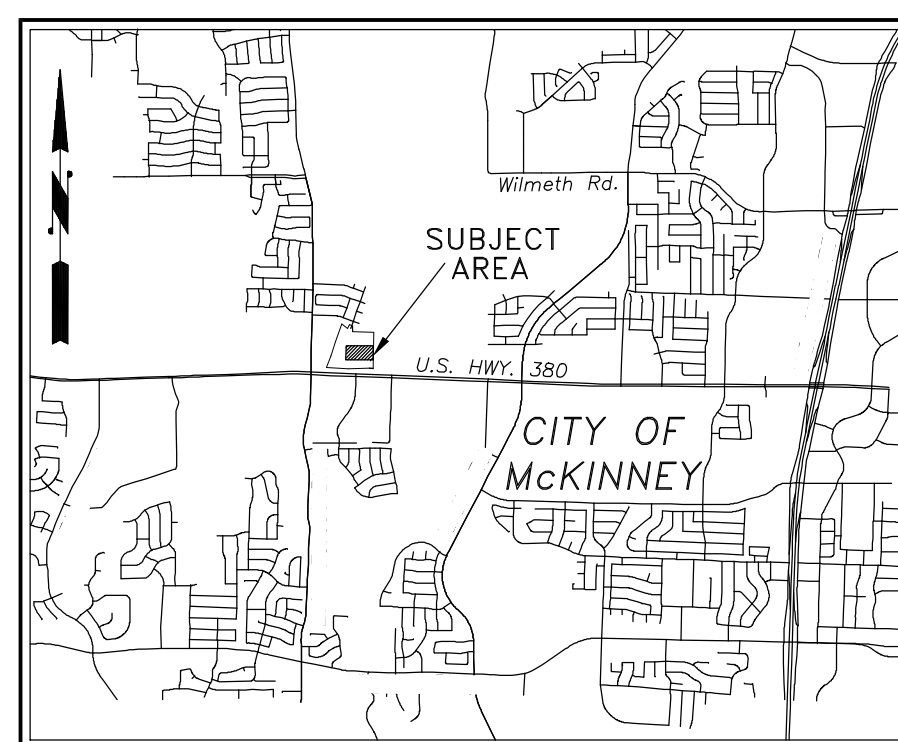 Wilmeth Rd.
N
SUBJECT
AREA
U.S. HWY. 380
CITY OF
McKINNEY